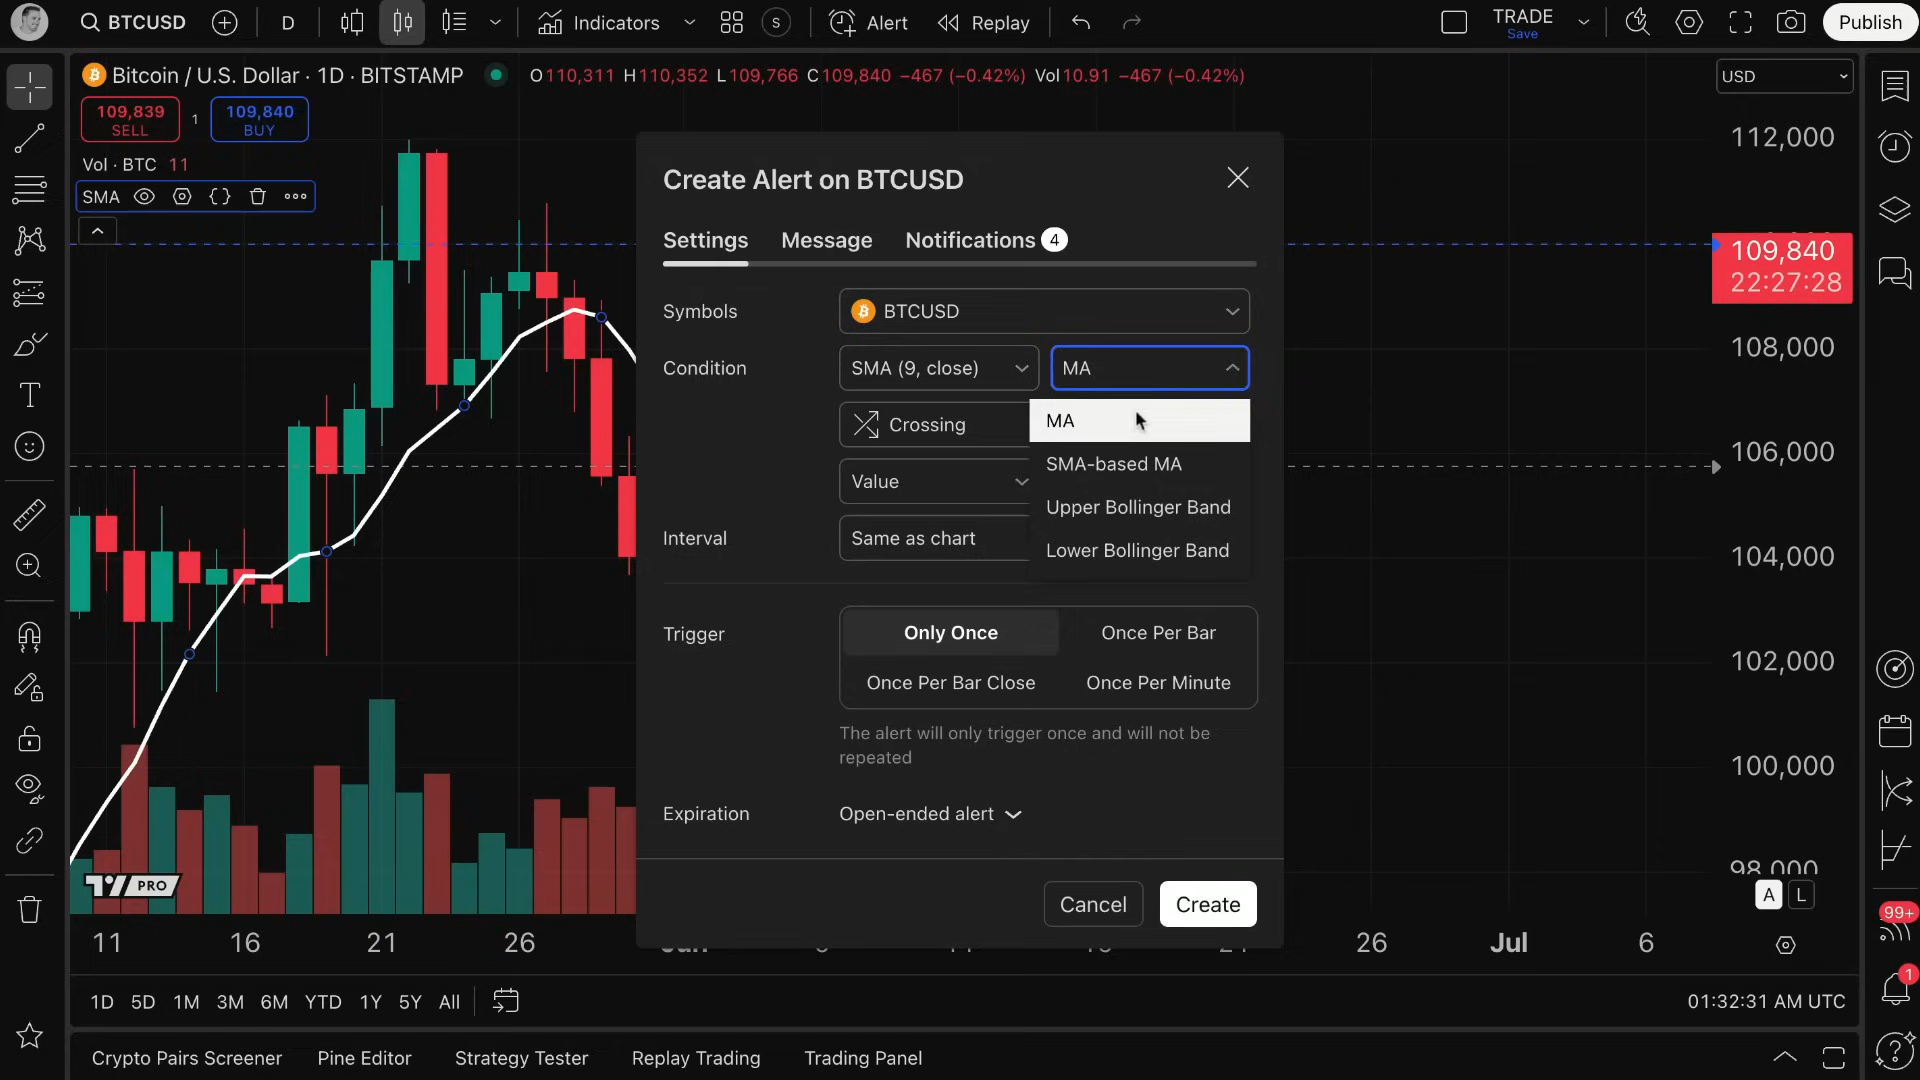 BTCUSD
D
Indicators
S
Alert
Replay
TRADE
Save
Publish
Bitcoin / U.S. Dollar · 1D · BITSTAMP
O110,311 H110,352 L109,766 C109,840 −467 (−0.42%) Vol10.91 −467 (−0.42%)
USD
109,839
SELL
1
109,840
BUY
Vol · BTC 11
SMA
Create Alert on BTCUSD
Settings
Message
Notifications 4
Symbols
BTCUSD
Condition
SMA (9, close)
MA
Crossing
MA
SMA-based MA
Value
Upper Bollinger Band
Interval
Same as chart
Lower Bollinger Band
Trigger
Only Once
Once Per Bar
Once Per Bar Close
Once Per Minute
The alert will only trigger once and will not be
repeated
Expiration
Open-ended alert
Cancel
Create
112,000
109,840
22:27:28
108,000
106,000
104,000
102,000
100,000
98,000
A
L
PRO
11
16
21
26
26
Jul
6
99+
1
1D
5D
1M
3M
6M
YTD
1Y
5Y
All
01:32:31 AM UTC
Crypto Pairs Screener
Pine Editor
Strategy Tester
Replay Trading
Trading Panel